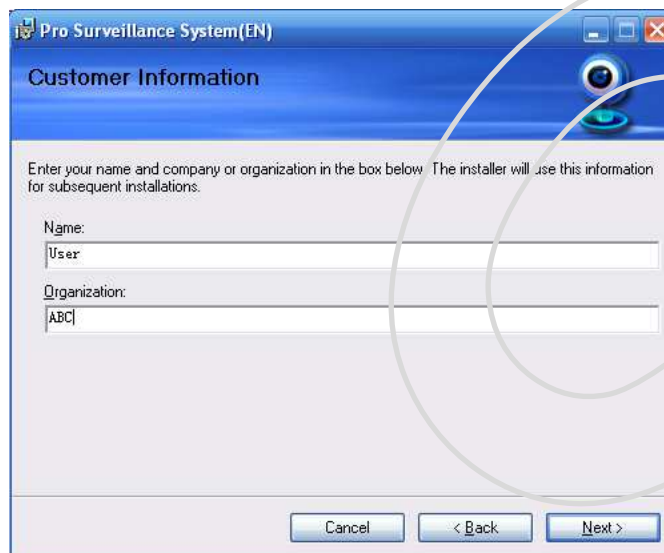 Pro Surveillance System(EN)
Customer Information
Enter your name and company or organization in the box below. The installer will use this information
for subsequent installations.
Name:
User
Organization:
ABC
Cancel
< Back
Next >